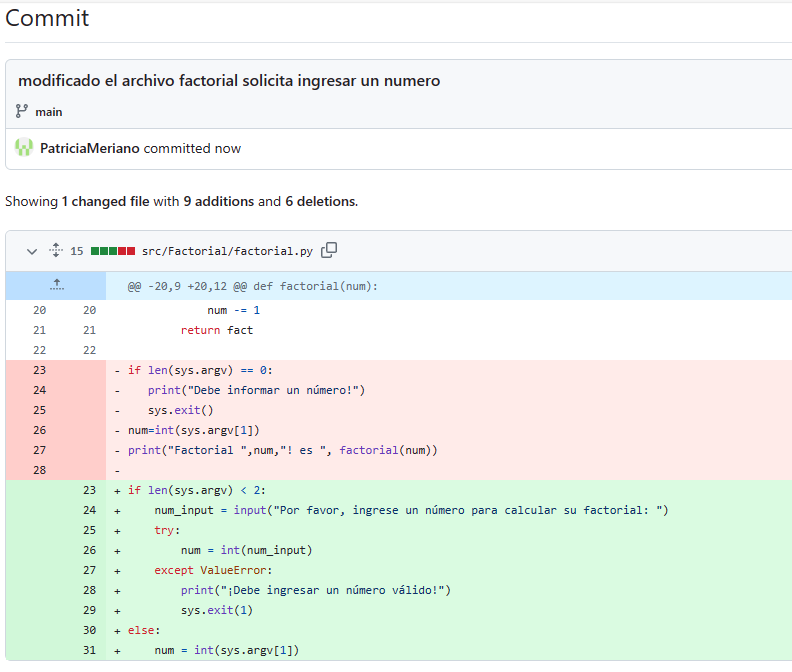 Commit
modificado el archivo factorial solicita ingresar un numero
main
PatriciaMeriano committed now
Showing 1 changed file with 9 additions and 6 deletions.
15 src/Factorial/factorial.py
@@ -20,9 +20,12 @@ def factorial(num):
20 20 num -= 1
21 21 return fact
22 22
23 - if len(sys.argv) == 0:
24 - print("Debe informar un número!")
25 - sys.exit()
26 - num=int(sys.argv[1])
27 - print("Factorial ",num,"! es ", factorial(num))
28 -
23 + if len(sys.argv) < 2:
24 + num_input = input("Por favor, ingrese un número para calcular su factorial: ")
25 + try:
26 + num = int(num_input)
27 + except ValueError:
28 + print("¡Debe ingresar un número válido!")
29 + sys.exit(1)
30 + else:
31 + num = int(sys.argv[1])